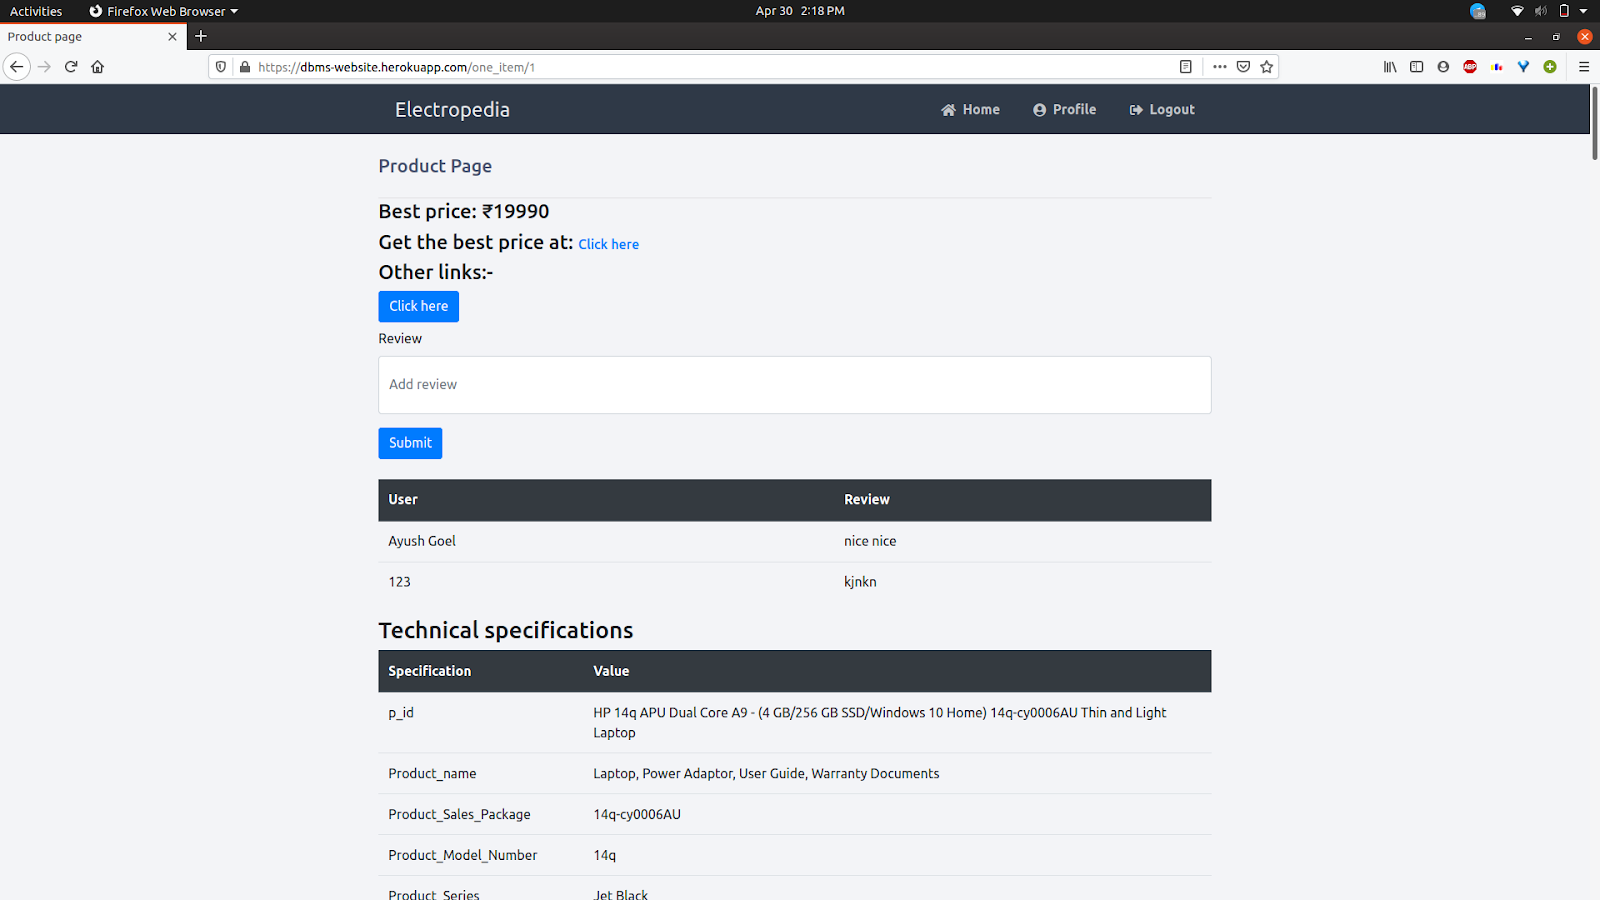 Activities Firefox Web Browser Apr 30 2:18 PM
Product page
https://dbms-website.herokuapp.com/one_item/1 ABP
Electropedia Home Profile Logout
Product Page
Best price: ₹19990
Get the best price at: Click here
Other links:-
Click here
Review
Add review
Submit
User Review
Ayush Goel nice nice
123 kjnkn
Technical specifications
Specification Value
p_id HP 14q APU Dual Core A9 - (4 GB/256 GB SSD/Windows 10 Home) 14q-cy0006AU Thin and Light
Laptop
Product_name Laptop, Power Adaptor, User Guide, Warranty Documents
Product_Sales_Package 14q-cy0006AU
Product_Model_Number 14q
Product_Series Jet Black